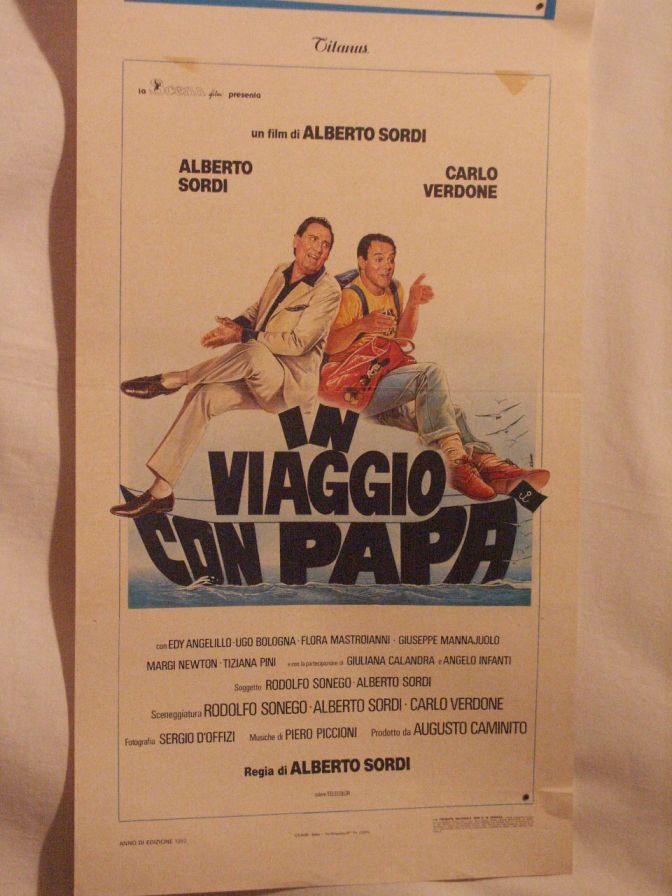 Titanus
la Scena film presenta
un film di ALBERTO SORDI
ALBERTO SORDI
CARLO VERDONE
IN
VIAGGIO
CON PAPÀ
con EDY ANGELILLO · UGO BOLOGNA · FLORA MASTROIANNI · GIUSEPPE MANNAJUOLO
MARGI NEWTON · TIZIANA PINI e con la partecipazione di GIULIANA CALANDRA e ANGELO INFANTI
Soggetto RODOLFO SONEGO · ALBERTO SORDI
Sceneggiatura RODOLFO SONEGO · ALBERTO SORDI · CARLO VERDONE
Fotografia SERGIO D'OFFIZI Musiche di PIERO PICCIONI Prodotto da AUGUSTO CAMINITO
Regia di ALBERTO SORDI
colore TELECOLOR
ANNO DI EDIZIONE 1982